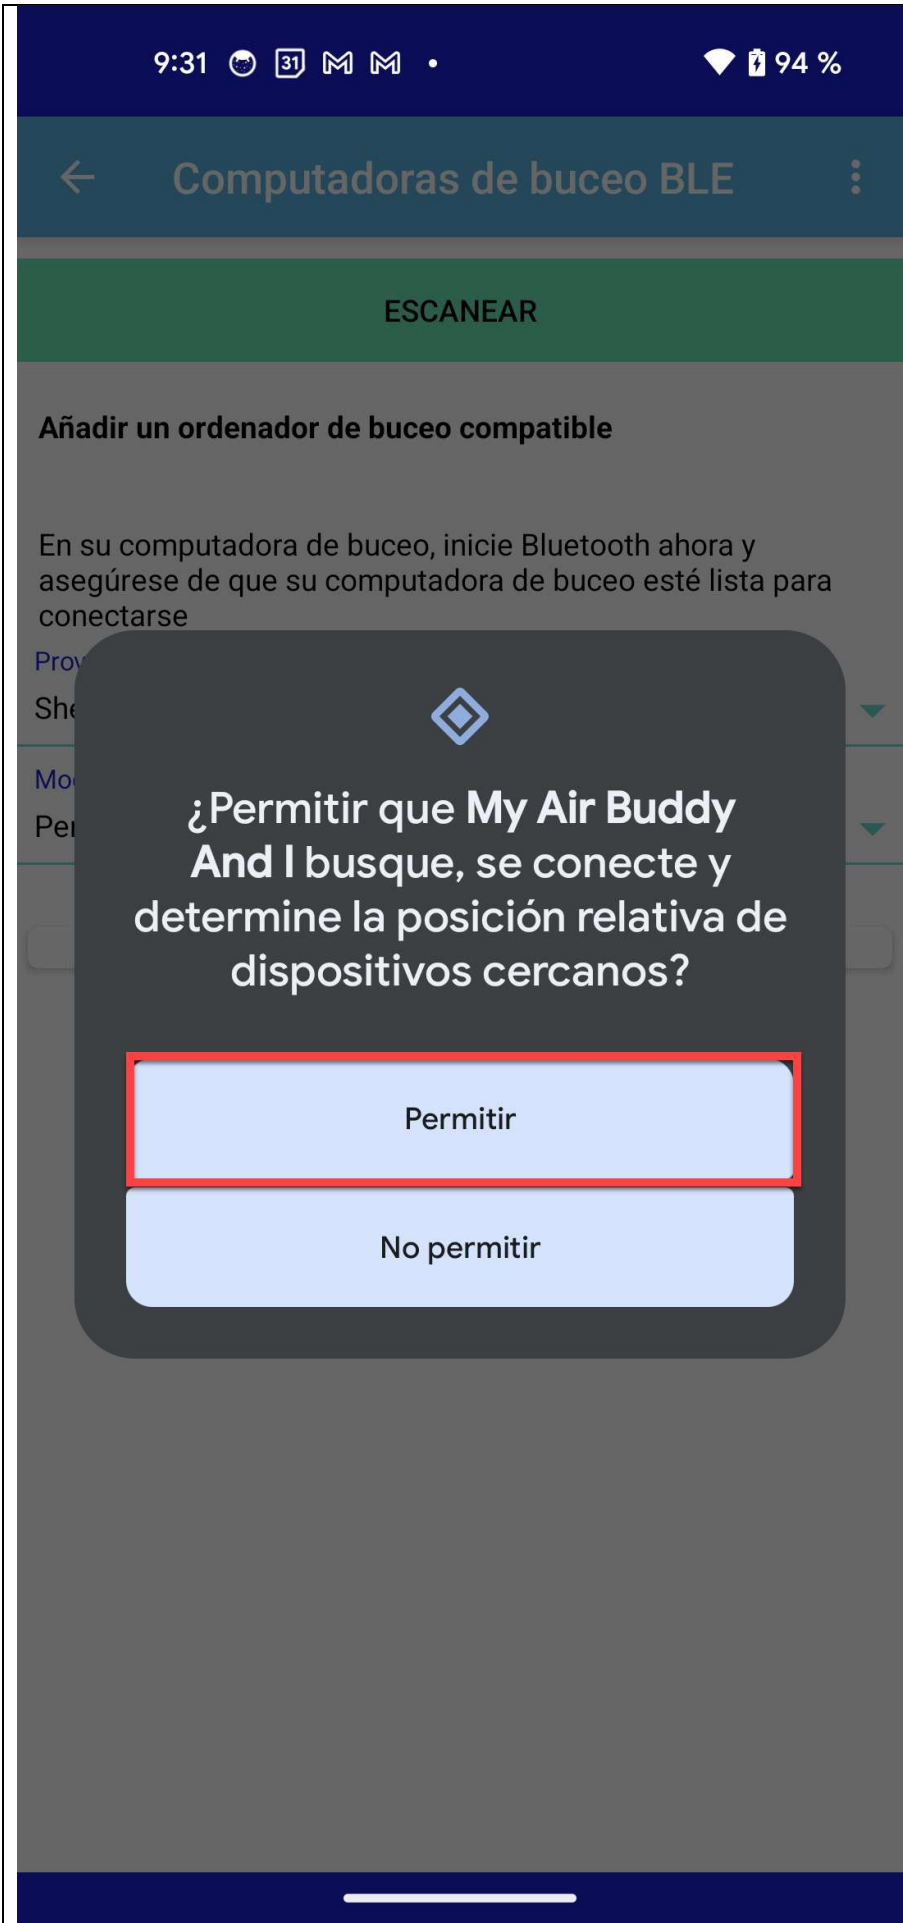 9:31 31 94 %
Computadoras de buceo BLE
ESCANEAR
Añadir un ordenador de buceo compatible
En su computadora de buceo, inicie Bluetooth ahora y
asegúrese de que su computadora de buceo esté lista para
conectarse
¿Permitir que My Air Buddy
And I busque, se conecte y
determine la posición relativa de
dispositivos cercanos?
Permitir
No permitir